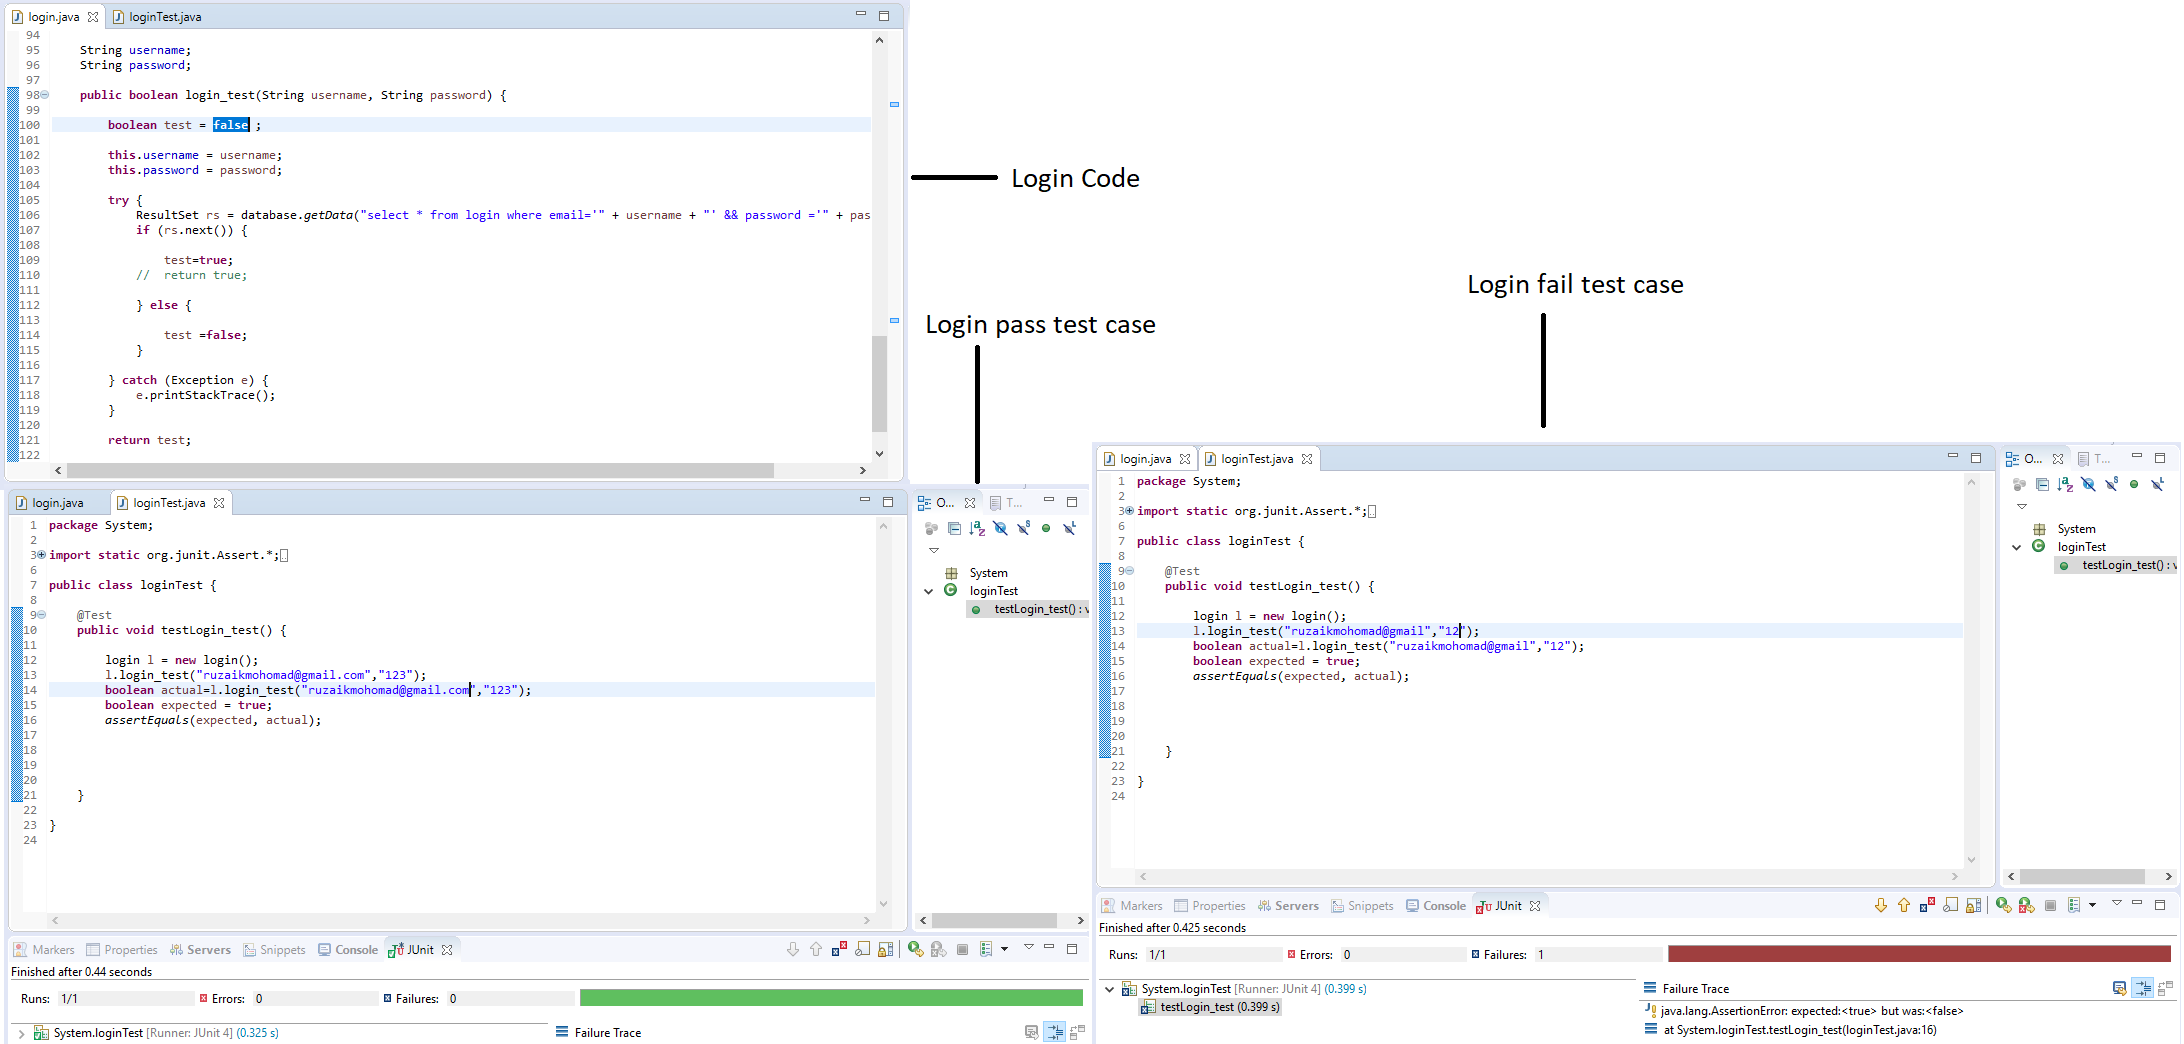 login.java loginTest.java
94
95 String username;
96 String password;
97
98 public boolean login_test(String username, String password) {
99
100 boolean test = false ;
101
102 this.username = username;
103 this.password = password;
104
105 try {
106 ResultSet rs = database.getData("select * from login where email='" + username + "' && password ='" + pas
107 if (rs.next()) {
108
109 test=true;
110 // return true;
111
112 } else {
113
114 test =false;
115 }
116
117 } catch (Exception e) {
118 e.printStackTrace();
119 }
120
121 return test;
122
Login Code
Login pass test case
Login fail test case
login.java loginTest.java
1 package System;
2
3 import static org.junit.Assert.*;
6
7 public class loginTest {
8
9 @Test
10 public void testLogin_test() {
11
12 login l = new login();
13 l.login_test("ruzaikmohomad@gmail.com","123");
14 boolean actual=l.login_test("ruzaikmohomad@gmail.com","123");
15 boolean expected = true;
16 assertEquals(expected, actual);
17
18
19
20
21 }
22
23 }
24
O... T...
System
loginTest
testLogin_test() : v
Markers Properties Servers Snippets Console JUnit
Finished after 0.44 seconds
Runs: 1/1 Errors: 0 Failures: 0
System.loginTest [Runner: JUnit 4] (0.325 s)
Failure Trace
login.java loginTest.java
1 package System;
2
3 import static org.junit.Assert.*;
6
7 public class loginTest {
8
9 @Test
10 public void testLogin_test() {
11
12 login l = new login();
13 l.login_test("ruzaikmohomad@gmail","12");
14 boolean actual=l.login_test("ruzaikmohomad@gmail","12");
15 boolean expected = true;
16 assertEquals(expected, actual);
17
18
19
20
21 }
22
23 }
24
O... T...
System
loginTest
testLogin_test() : v
Markers Properties Servers Snippets Console JUnit
Finished after 0.425 seconds
Runs: 1/1 Errors: 0 Failures: 1
System.loginTest [Runner: JUnit 4] (0.399 s)
testLogin_test (0.399 s)
Failure Trace
java.lang.AssertionError: expected:<true> but was:<false>
at System.loginTest.testLogin_test(loginTest.java:16)